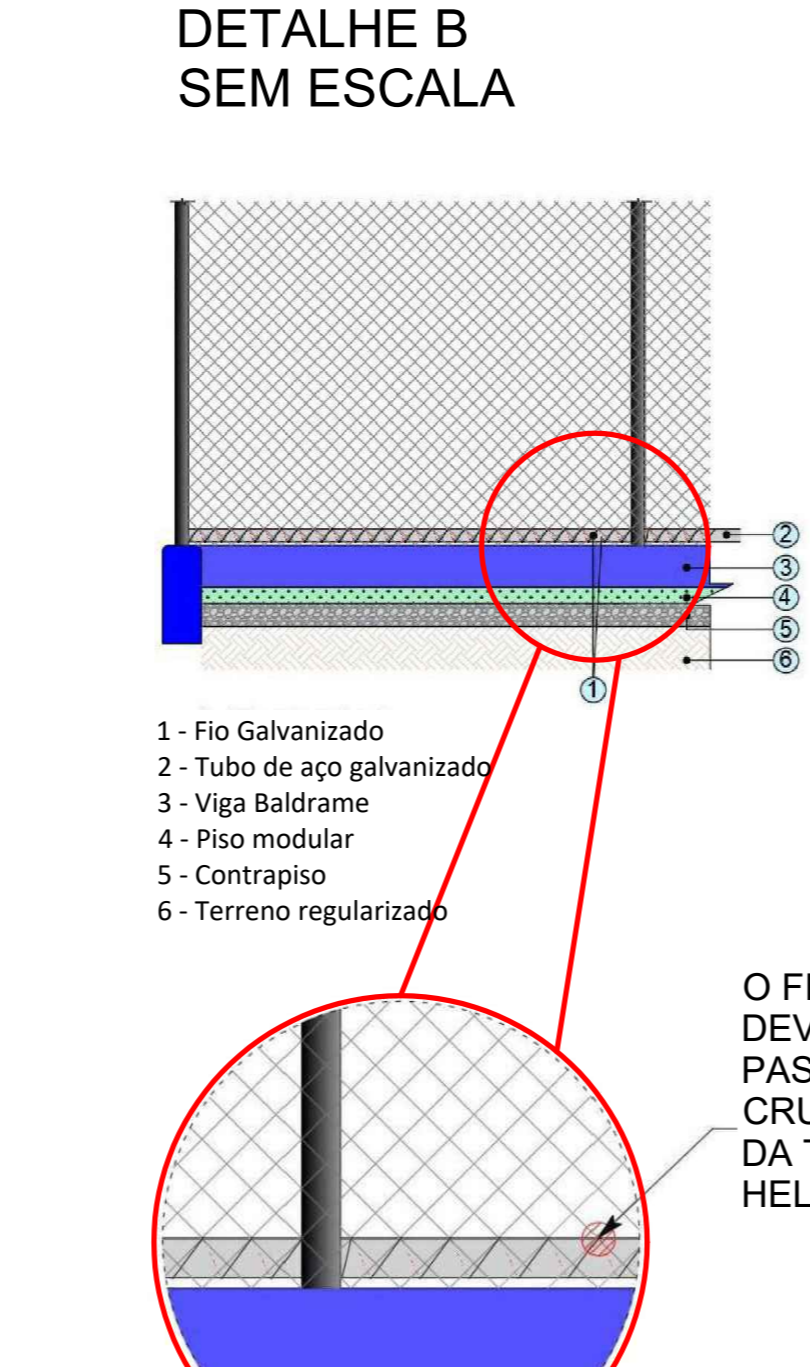 DETALHE B
SEM ESCALA
2
3
4
5
6
1
1 - Fio Galvanizado
2 - Tubo de aço galvanizado
3 - Viga Baldrame
4 - Piso modular
5 - Contrapiso
6 - Terreno regularizado
O
DA